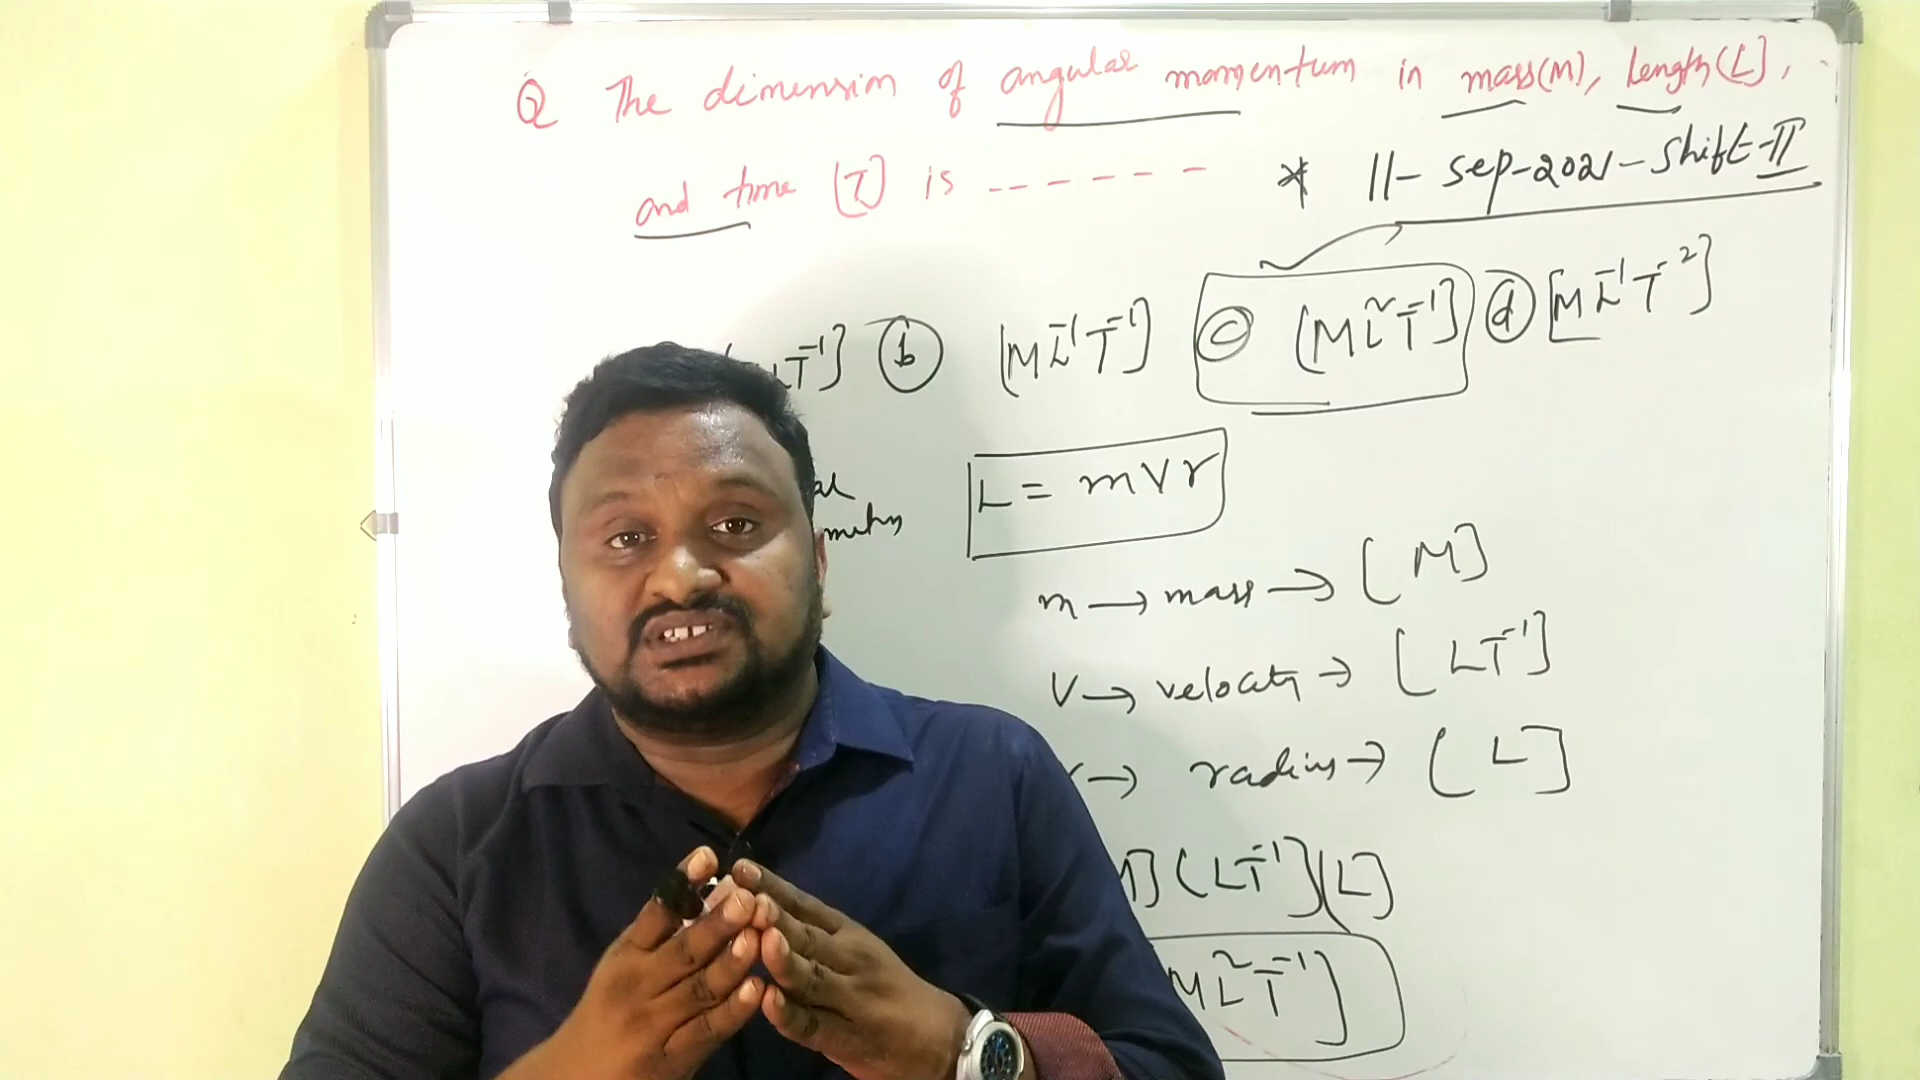 Q The dimension of angular momentum in mass(M), Length(L),
and time (T) is ------ * 11-Sep-2021-Shift-II
LT⁻¹] ⓑ [ML⁻¹T⁻¹] ⓒ [ML²T⁻¹] ⓓ [ML⁻¹T⁻²]
L = mvr
m → mass → [M]
V → velocity → [LT⁻¹]
→ radius → [L]
M] [LT⁻¹] [L]
ML²T⁻¹]